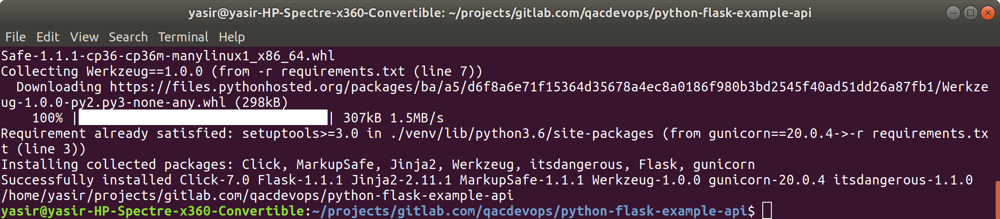 yasir@yasir-HP-Spectre-x360-Convertible: ~/projects/gitlab.com/qacdevops/python-flask-example-api
File Edit View Search Terminal Help
Safe-1.1.1-cp36-cp36m-manylinux1_x86_64.whl
Collecting Werkzeug==1.0.0 (from -r requirements.txt (line 7))
  Downloading https://files.pythonhosted.org/packages/ba/a5/d6f8a6e71f15364d35678a4ec8a0186f980b3bd2545f40ad51dd26a87fb1/Werkze
ug-1.0.0-py2.py3-none-any.whl (298kB)
    100% |████████████████████████████████| 307kB 1.5MB/s
Requirement already satisfied: setuptools>=3.0 in ./venv/lib/python3.6/site-packages (from gunicorn==20.0.4->-r requirements.tx
t (line 3))
Installing collected packages: Click, MarkupSafe, Jinja2, Werkzeug, itsdangerous, Flask, gunicorn
Successfully installed Click-7.0 Flask-1.1.1 Jinja2-2.11.1 MarkupSafe-1.1.1 Werkzeug-1.0.0 gunicorn-20.0.4 itsdangerous-1.1.0
/home/yasir/projects/gitlab.com/qacdevops/python-flask-example-api
yasir@yasir-HP-Spectre-x360-Convertible:~/projects/gitlab.com/qacdevops/python-flask-example-api$